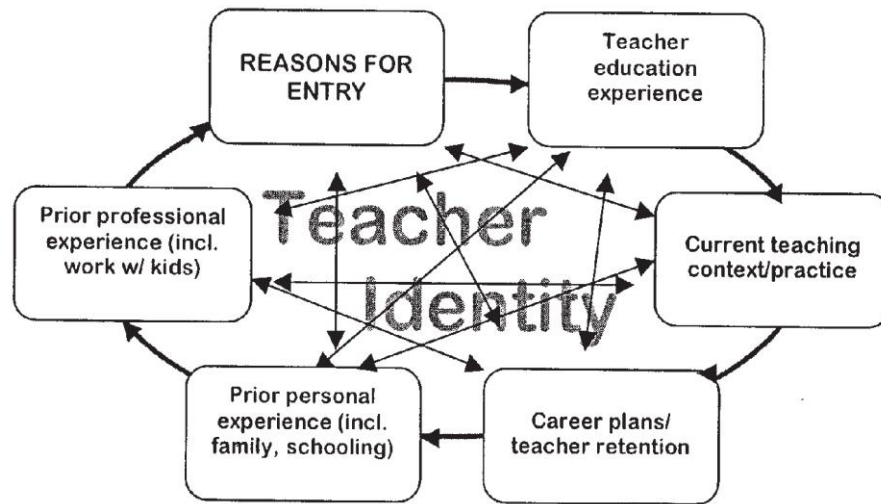 REASONS FOR
ENTRY
Teacher
education
experience
Prior professional
experience (incl.
work w/ kids)
Teacher
Identity
Current teaching
context/practice
Prior personal
experience (incl.
family, schooling)
Career plans/
teacher retention